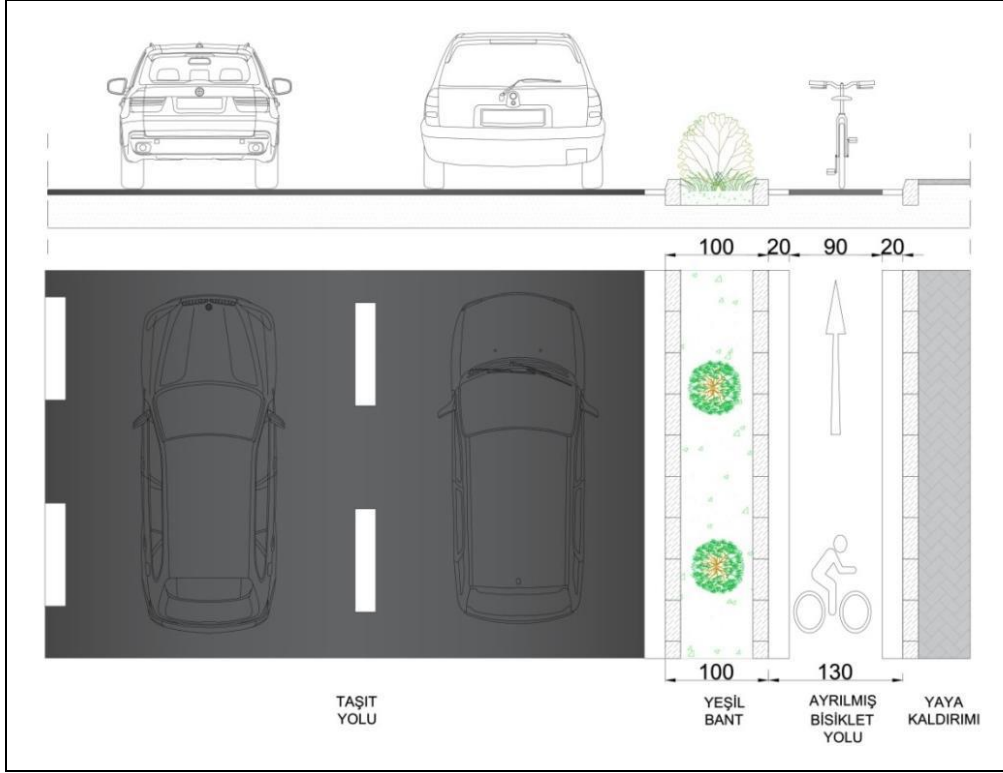 100 20 90 20
100 130
TAŞIT
YOLU
YEŞİL
BANT
AYRILMIŞ
BİSİKLET
YOLU
YAYA
KALDIRIMI